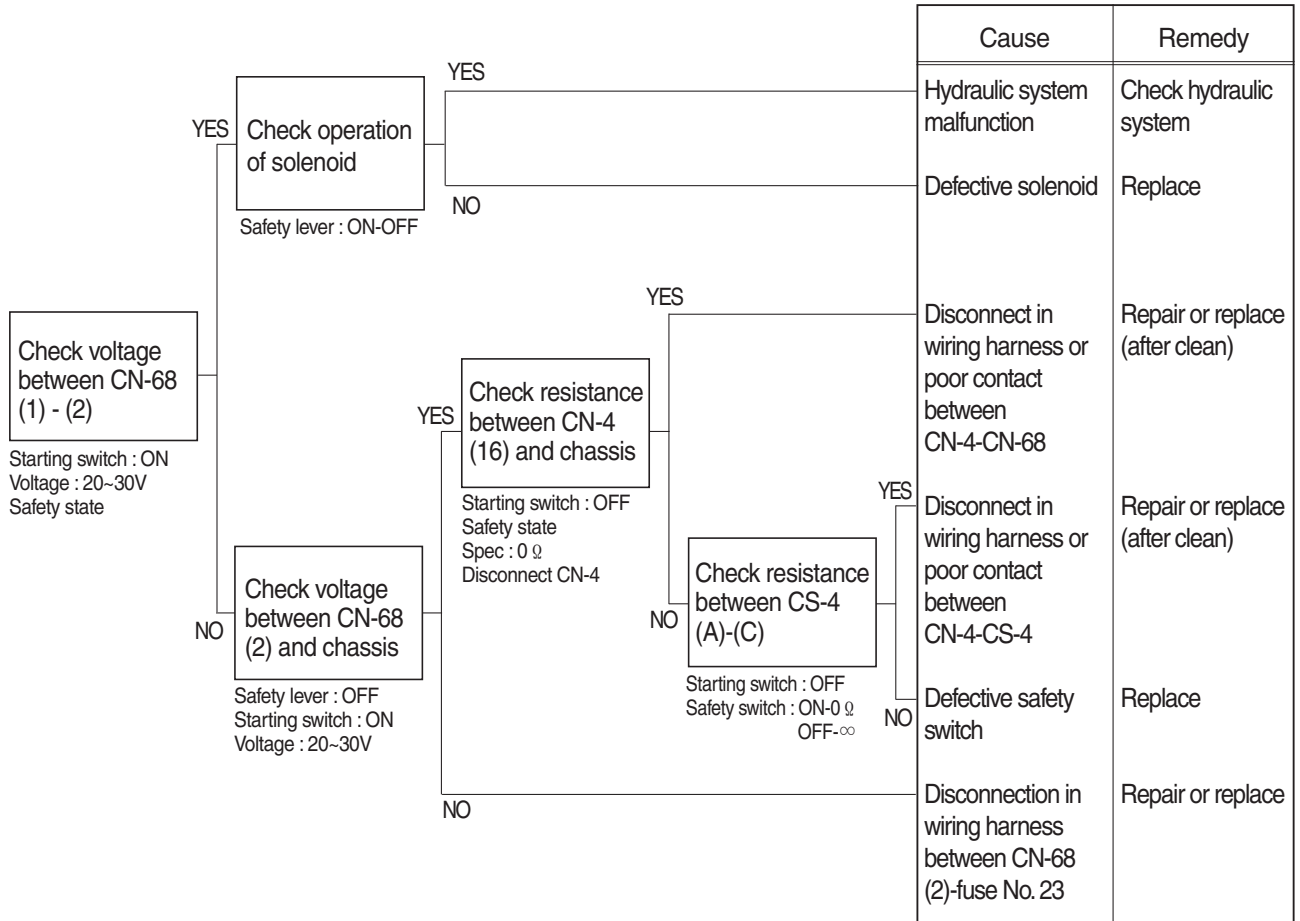 Cause
Remedy
YES
Hydraulic system
malfunction
Check hydraulic
system
YES
Check operation
of solenoid
NO
Defective solenoid
Replace
Safety lever : ON-OFF
Check voltage
between CN-68
(1) - (2)
Starting switch : ON
Voltage : 20~30V
Safety state
YES
Disconnect in
wiring harness or
poor contact
between
CN-4-CN-68
Repair or replace
(after clean)
YES
Check resistance
between CN-4
(16) and chassis
Starting switch : OFF
Safety state
Spec : 0 Ω
Disconnect CN-4
YES
Disconnect in
wiring harness or
poor contact
between
CN-4-CS-4
Repair or replace
(after clean)
NO
Check resistance
between CS-4
(A)-(C)
Starting switch : OFF
Safety switch : ON-0 Ω
OFF-∞
NO
Defective safety
switch
Replace
NO
Check voltage
between CN-68
(2) and chassis
Safety lever : OFF
Starting switch : ON
Voltage : 20~30V
NO
Disconnection in
wiring harness
between CN-68
(2)-fuse No. 23
Repair or replace